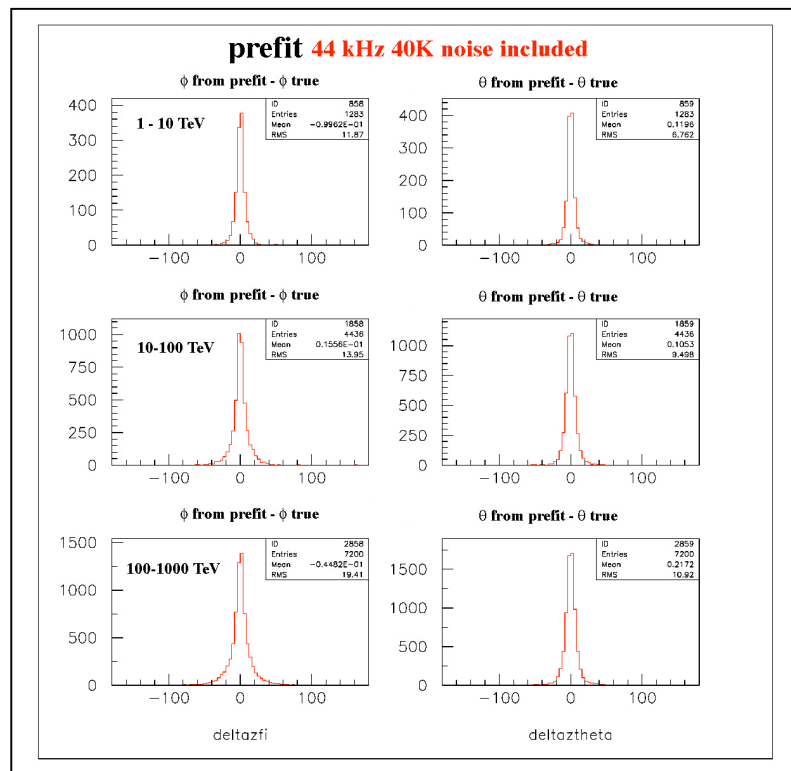 prefit 44 kHz 40K noise included
ϕ from prefit - ϕ true
θ from prefit - θ true
1 - 10 TeV
ID 858
Entries 1283
Mean -0.9962E-01
RMS 11.87
400
300
200
100
0
-100 0 100
ID 859
Entries 1283
Mean 0.1196
RMS 6.762
400
300
200
100
0
-100 0 100
ϕ from prefit - ϕ true
θ from prefit - θ true
10-100 TeV
ID 1858
Entries 4436
Mean 0.1556E-01
RMS 13.95
1000
750
500
250
0
-100 0 100
ID 1859
Entries 4436
Mean 0.1053
RMS 9.498
1000
750
500
250
0
-100 0 100
ϕ from prefit - ϕ true
θ from prefit - θ true
100-1000 TeV
ID 2858
Entries 7200
Mean -0.4482E-01
RMS 19.41
1500
1000
500
0
-100 0 100
deltazfi
ID 2859
Entries 7200
Mean 0.2172
RMS 10.92
1500
1000
500
0
-100 0 100
deltaztheta